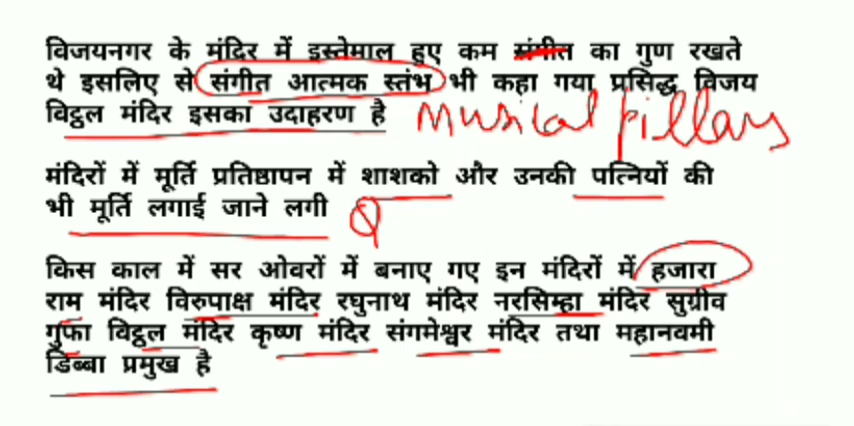 विजयनगर के मंदिर में इस्तेमाल हुए कम संगीत का गुण रखते
थे इसलिए से संगीत आत्मक स्तंभ भी कहा गया प्रसिद्ध विजय
विट्ठल मंदिर इसका उदाहरण है Musical pillars
मंदिरों में मूर्ति प्रतिष्ठापन में शाशको और उनकी पत्नियों की
भी मूर्ति लगाई जाने लगी
किस काल में सर ओवरों में बनाए गए इन मंदिरों में हजारा
राम मंदिर विरुपाक्ष मंदिर रघुनाथ मंदिर नरसिम्हा मंदिर सुग्रीव
गुफा विट्ठल मंदिर कृष्ण मंदिर संगमेश्वर मंदिर तथा महानवमी
डिब्बा प्रमुख है